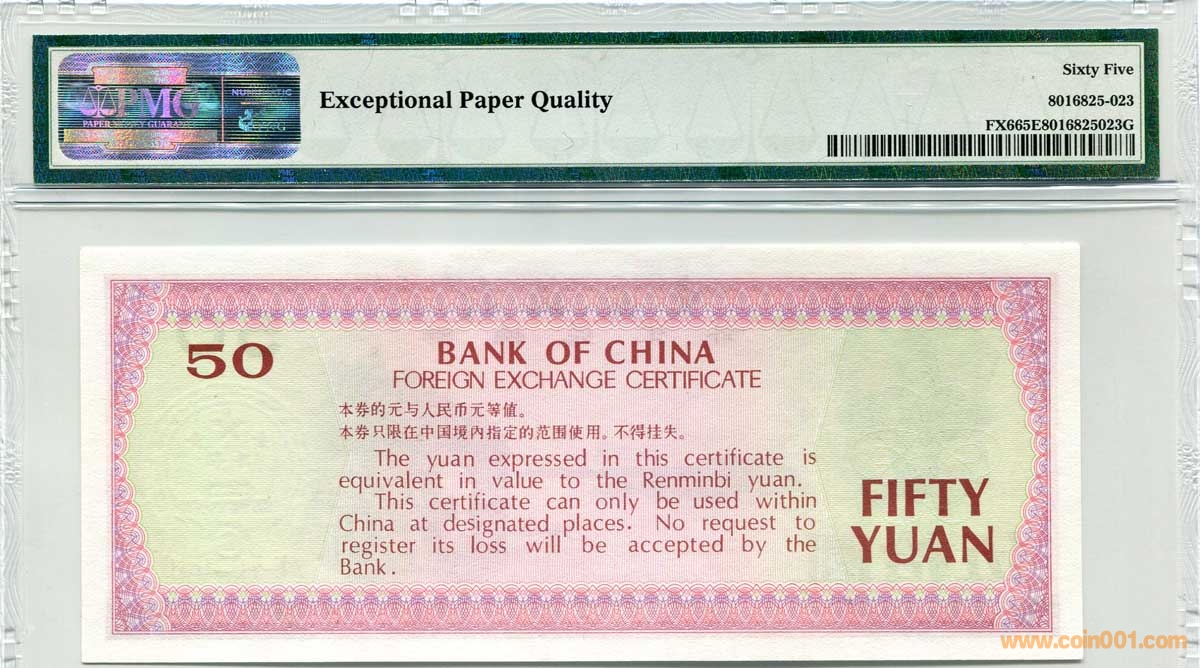 PMG
PAPER MONEY GUARANTY
Exceptional Paper Quality
Sixty Five
8016825-023
FX665E8016825023G
50
BANK OF CHINA
FOREIGN EXCHANGE CERTIFICATE
本券的元与人民币元等值。
本券只限在中国境内指定的范围使用。不得挂失。
The yuan expressed in this certificate is
equivalent in value to the Renminbi yuan.
This certificate can only be used within
China at designated places. No request to
register its loss will be accepted by the
Bank.
FIFTY
YUAN
www.coin001.com